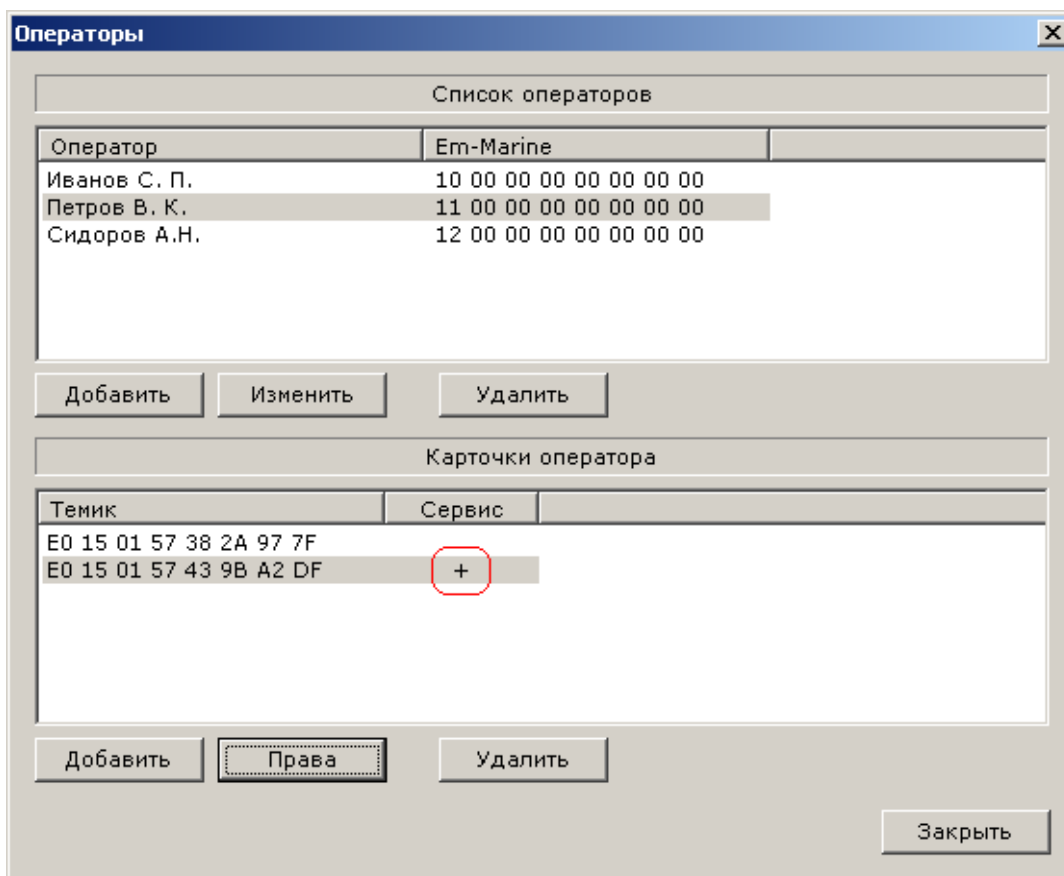 Операторы
Список операторов
Оператор Em-Marine
Иванов С. П. 10 00 00 00 00 00 00 00
Петров В. К. 11 00 00 00 00 00 00 00
Сидоров А.Н. 12 00 00 00 00 00 00 00
Добавить Изменить Удалить
Карточки оператора
Темик Сервис
E0 15 01 57 38 2A 97 7F
E0 15 01 57 43 9B A2 DF +
Добавить Права Удалить
Закрыть